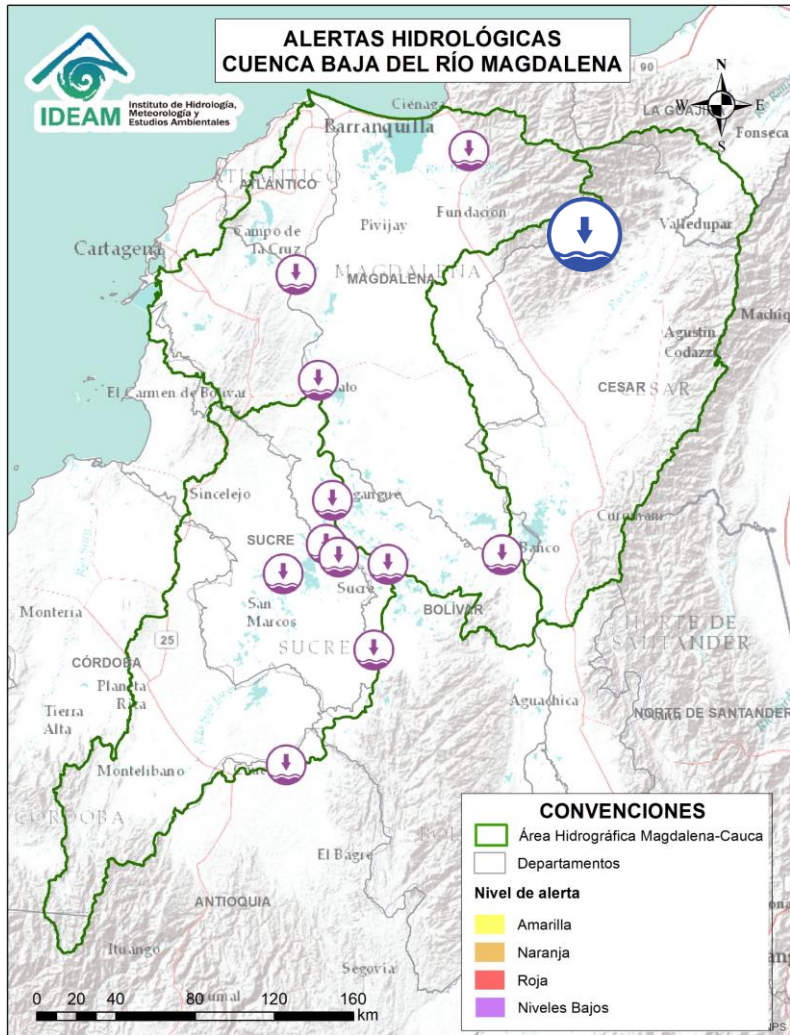 ALERTAS HIDROLÓGICAS
CUENCA BAJA DEL RÍO MAGDALENA
IDEAM
Instituto de Hidrología,
Meteorología y
Estudios Ambientales
N
W
E
S
90
LA GUAJIRA
Ciénaga
Barranquilla
Fonseca
ATLÁNTICO
ATLÁNTICO
Fundación
Pivijay
Valledupar
Campo de
la Cruz
Cartagena
MAGDALENA
MAGDALENA
Agustín
Codazzi
El Carmen de Bolívar
CESAR
CESAR
Sincelejo
Curumaní
SUCRE
Banco
Sucre
San
Marcos
BOLÍVAR
Montería
SUCRE
NORTE DE
SANTANDER
25
CÓRDOBA
Planeta
Rica
Aguachica
Tierra
Alta
NORTE DE SANTANDER
Montelíbano
CÓRDOBA
El Bagre
ANTIOQUIA
Ituango
Segovia
CONVENCIONES
Área Hidrográfica Magdalena-Cauca
Departamentos
Nivel de alerta
Amarilla
Naranja
Roja
Niveles Bajos
0 20 40 80 120 160
km